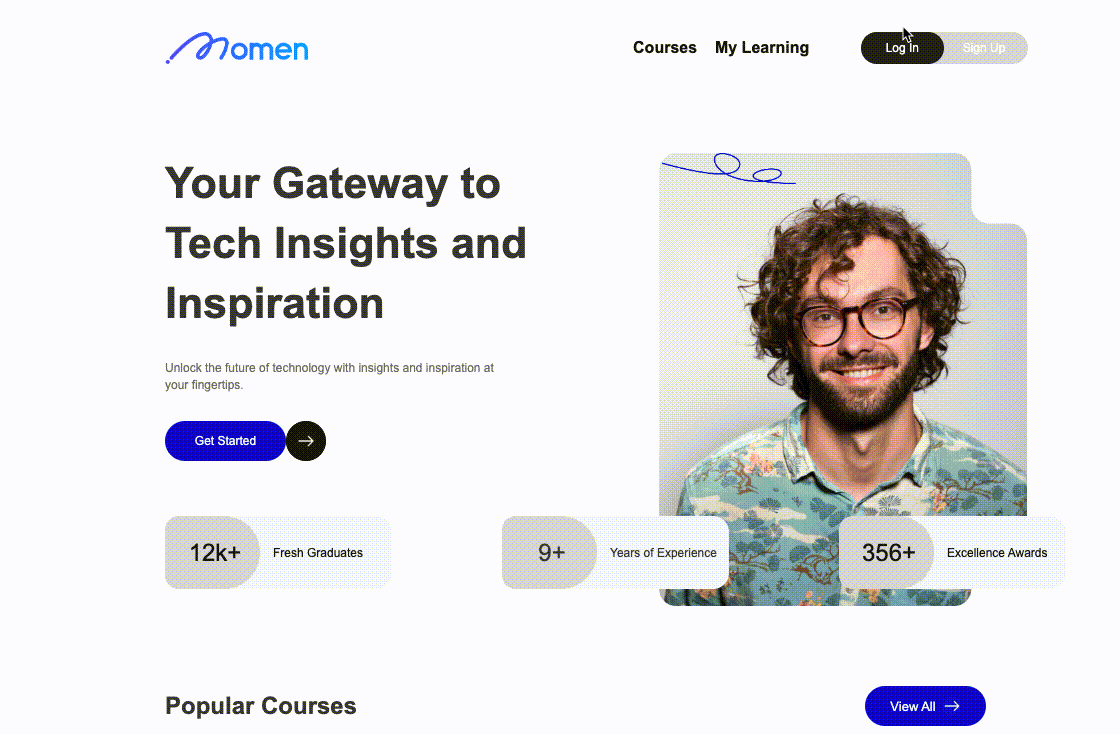 Momen
Courses My Learning Log In Sign Up
Your Gateway to
Tech Insights and
Inspiration
Unlock the future of technology with insights and inspiration at
your fingertips.
Get Started
12k+ Fresh Graduates
9+ Years of Experience
356+ Excellence Awards
Popular Courses
View All